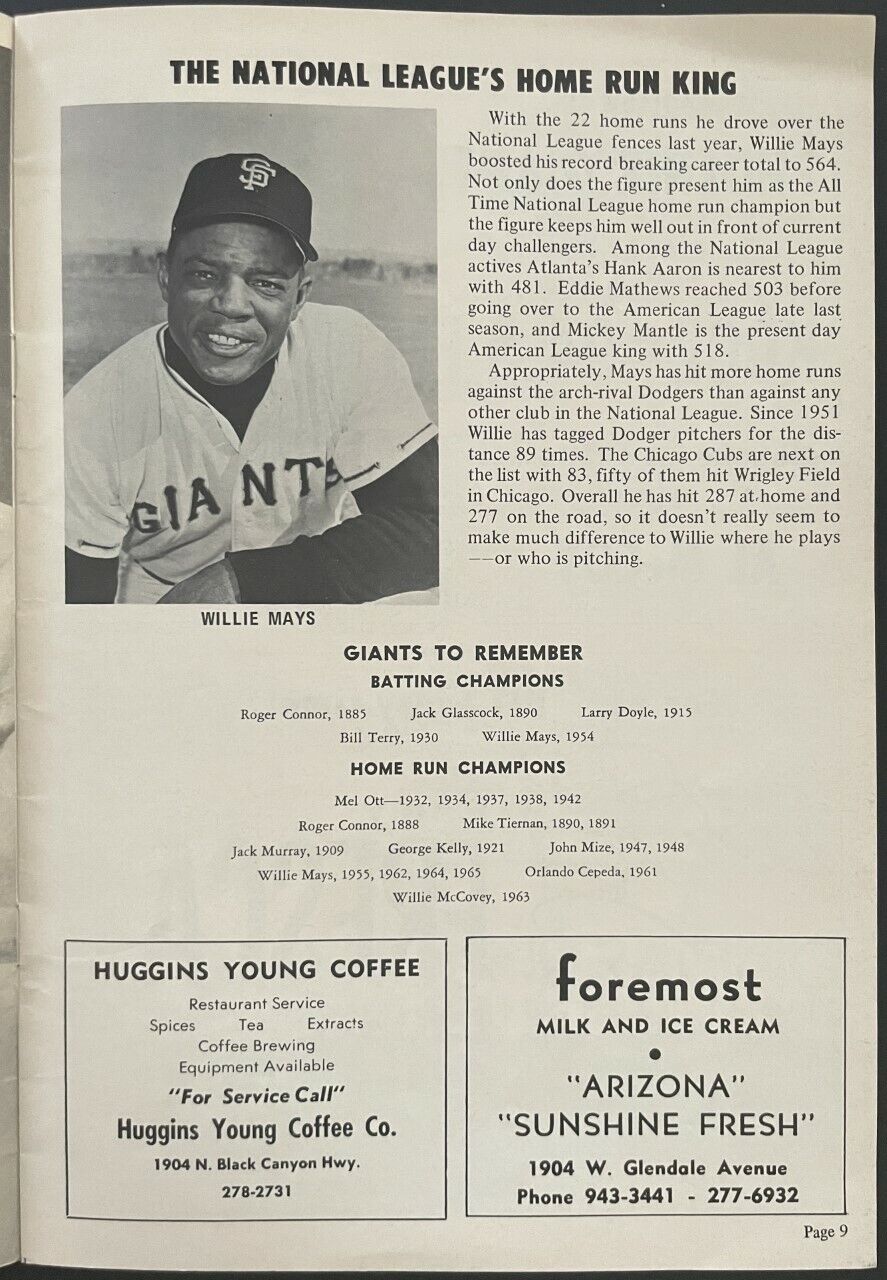 THE NATIONAL LEAGUE'S HOME RUN KING
SF
GIANTS
WILLIE MAYS
With the 22 home runs he drove over the
National League fences last year, Willie Mays
boosted his record breaking career total to 564.
Not only does the figure present him as the All
Time National League home run champion but
the figure keeps him well out in front of current
day challengers. Among the National League
actives Atlanta's Hank Aaron is nearest to him
with 481. Eddie Mathews reached 503 before
going over to the American League late last
season, and Mickey Mantle is the present day
American League king with 518.
Appropriately, Mays has hit more home runs
against the arch-rival Dodgers than against any
other club in the National League. Since 1951
Willie has tagged Dodger pitchers for the dis-
tance 89 times. The Chicago Cubs are next on
the list with 83, fifty of them hit Wrigley Field
in Chicago. Overall he has hit 287 at home and
277 on the road, so it doesn't really seem to
make much difference to Willie where he plays
——or who is pitching.
GIANTS TO REMEMBER
BATTING CHAMPIONS
Roger Connor, 1885 Jack Glasscock, 1890 Larry Doyle, 1915
Bill Terry, 1930 Willie Mays, 1954
HOME RUN CHAMPIONS
Mel Ott—1932, 1934, 1937, 1938, 1942
Roger Connor, 1888 Mike Tiernan, 1890, 1891
Jack Murray, 1909 George Kelly, 1921 John Mize, 1947, 1948
Willie Mays, 1955, 1962, 1964, 1965 Orlando Cepeda, 1961
Willie McCovey, 1963
HUGGINS YOUNG COFFEE
Restaurant Service
Spices Tea Extracts
Coffee Brewing
Equipment Available
"For Service Call"
Huggins Young Coffee Co.
1904 N. Black Canyon Hwy.
278-2731
foremost
MILK AND ICE CREAM
•
"ARIZONA"
"SUNSHINE FRESH"
1904 W. Glendale Avenue
Phone 943-3441 - 277-6932
Page 9